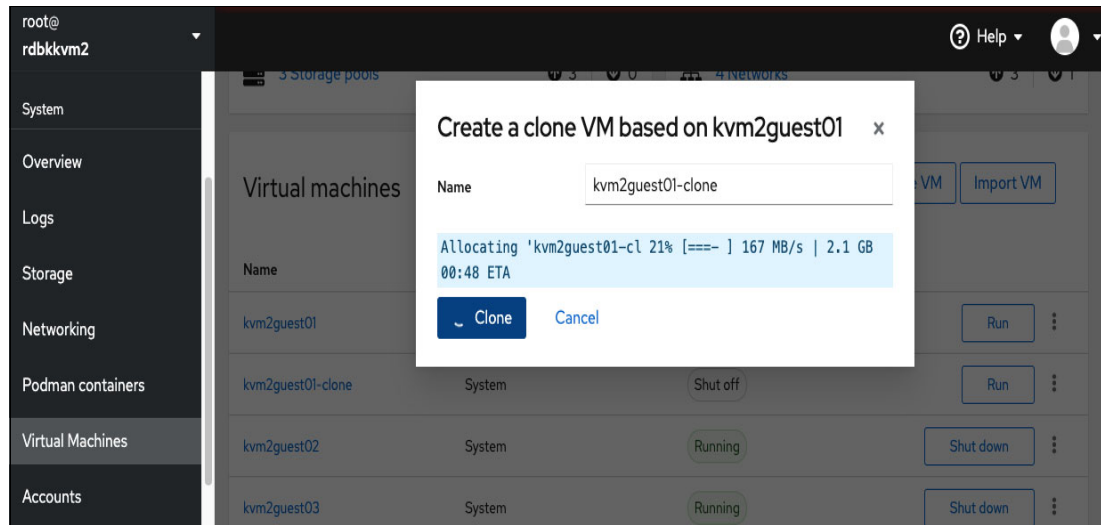 root@
rdbkkvm2
Help
3 Storage pools
3
0
4 Networks
3
1
System
Overview
Logs
Storage
Networking
Podman containers
Virtual Machines
Accounts
Create a clone VM based on kvm2guest01
Name kvm2guest01-clone
Allocating 'kvm2guest01-cl 21% [===- ] 167 MB/s | 2.1 GB
00:48 ETA
Clone Cancel
Virtual machines
VM Import VM
Name
kvm2guest01 Run
kvm2guest01-clone System Shut off Run
kvm2guest02 System Running Shut down
kvm2guest03 System Running Shut down